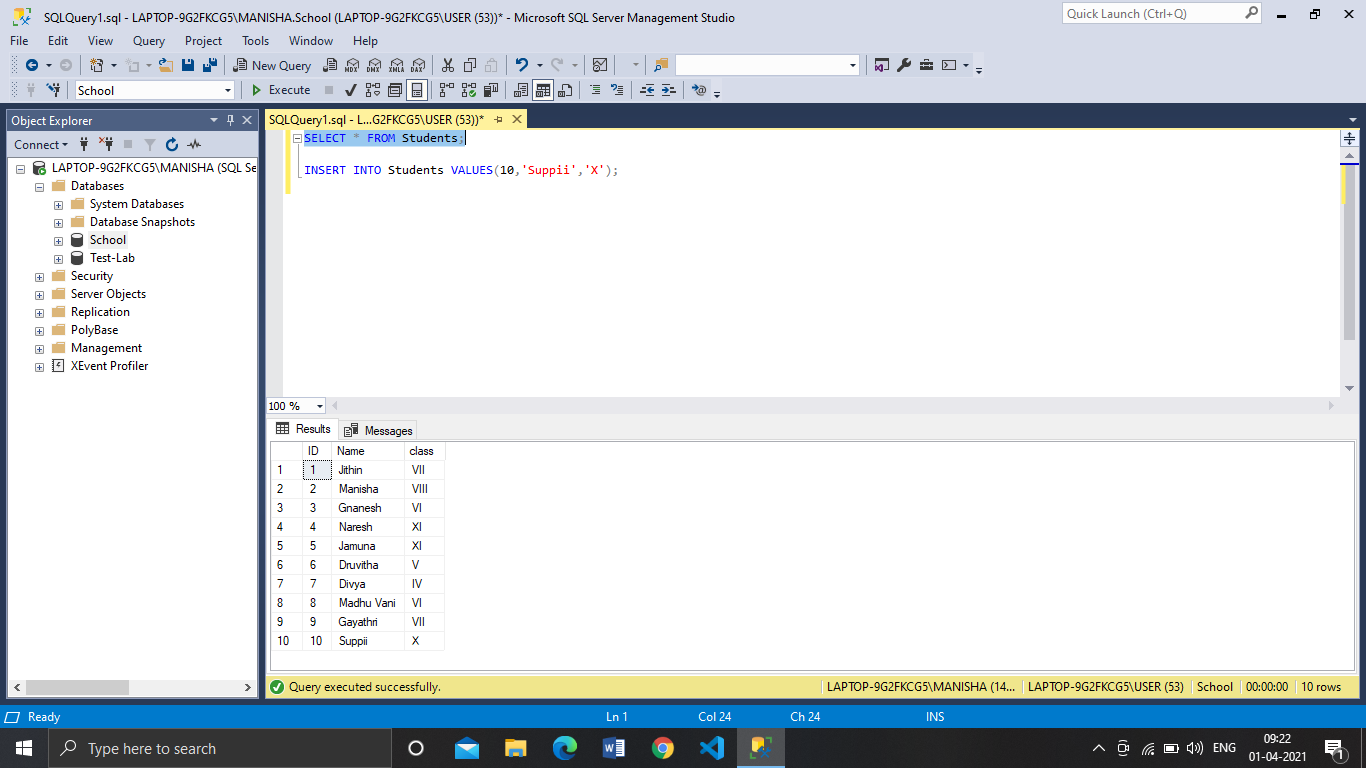 SQLQuery1.sql - LAPTOP-9G2FKCG5\MANISHA.School (LAPTOP-9G2FKCG5\USER (53))* - Microsoft SQL Server Management Studio
Quick Launch (Ctrl+Q)
File Edit View Query Project Tools Window Help
New Query
MDX DMX XMLA DAX
School
Execute
Object Explorer
Connect
LAPTOP-9G2FKCG5\MANISHA (SQL Se
Databases
System Databases
Database Snapshots
School
Test-Lab
Security
Server Objects
Replication
PolyBase
Management
XEvent Profiler
SQLQuery1.sql - L...G2FKCG5\USER (53))*
SELECT * FROM Students;
INSERT INTO Students VALUES(10,'Suppii','X');
100 %
Results Messages
ID Name class
1 1 Jithin VII
2 2 Manisha VIII
3 3 Gnanesh VI
4 4 Naresh XI
5 5 Jamuna XI
6 6 Druvitha V
7 7 Divya IV
8 8 Madhu Vani VI
9 9 Gayathri VII
10 10 Suppii X
Query executed successfully.
LAPTOP-9G2FKCG5\MANISHA (14... LAPTOP-9G2FKCG5\USER (53) School 00:00:00 10 rows
Ready Ln 1 Col 24 Ch 24 INS
Type here to search
ENG
09:22
01-04-2021
1